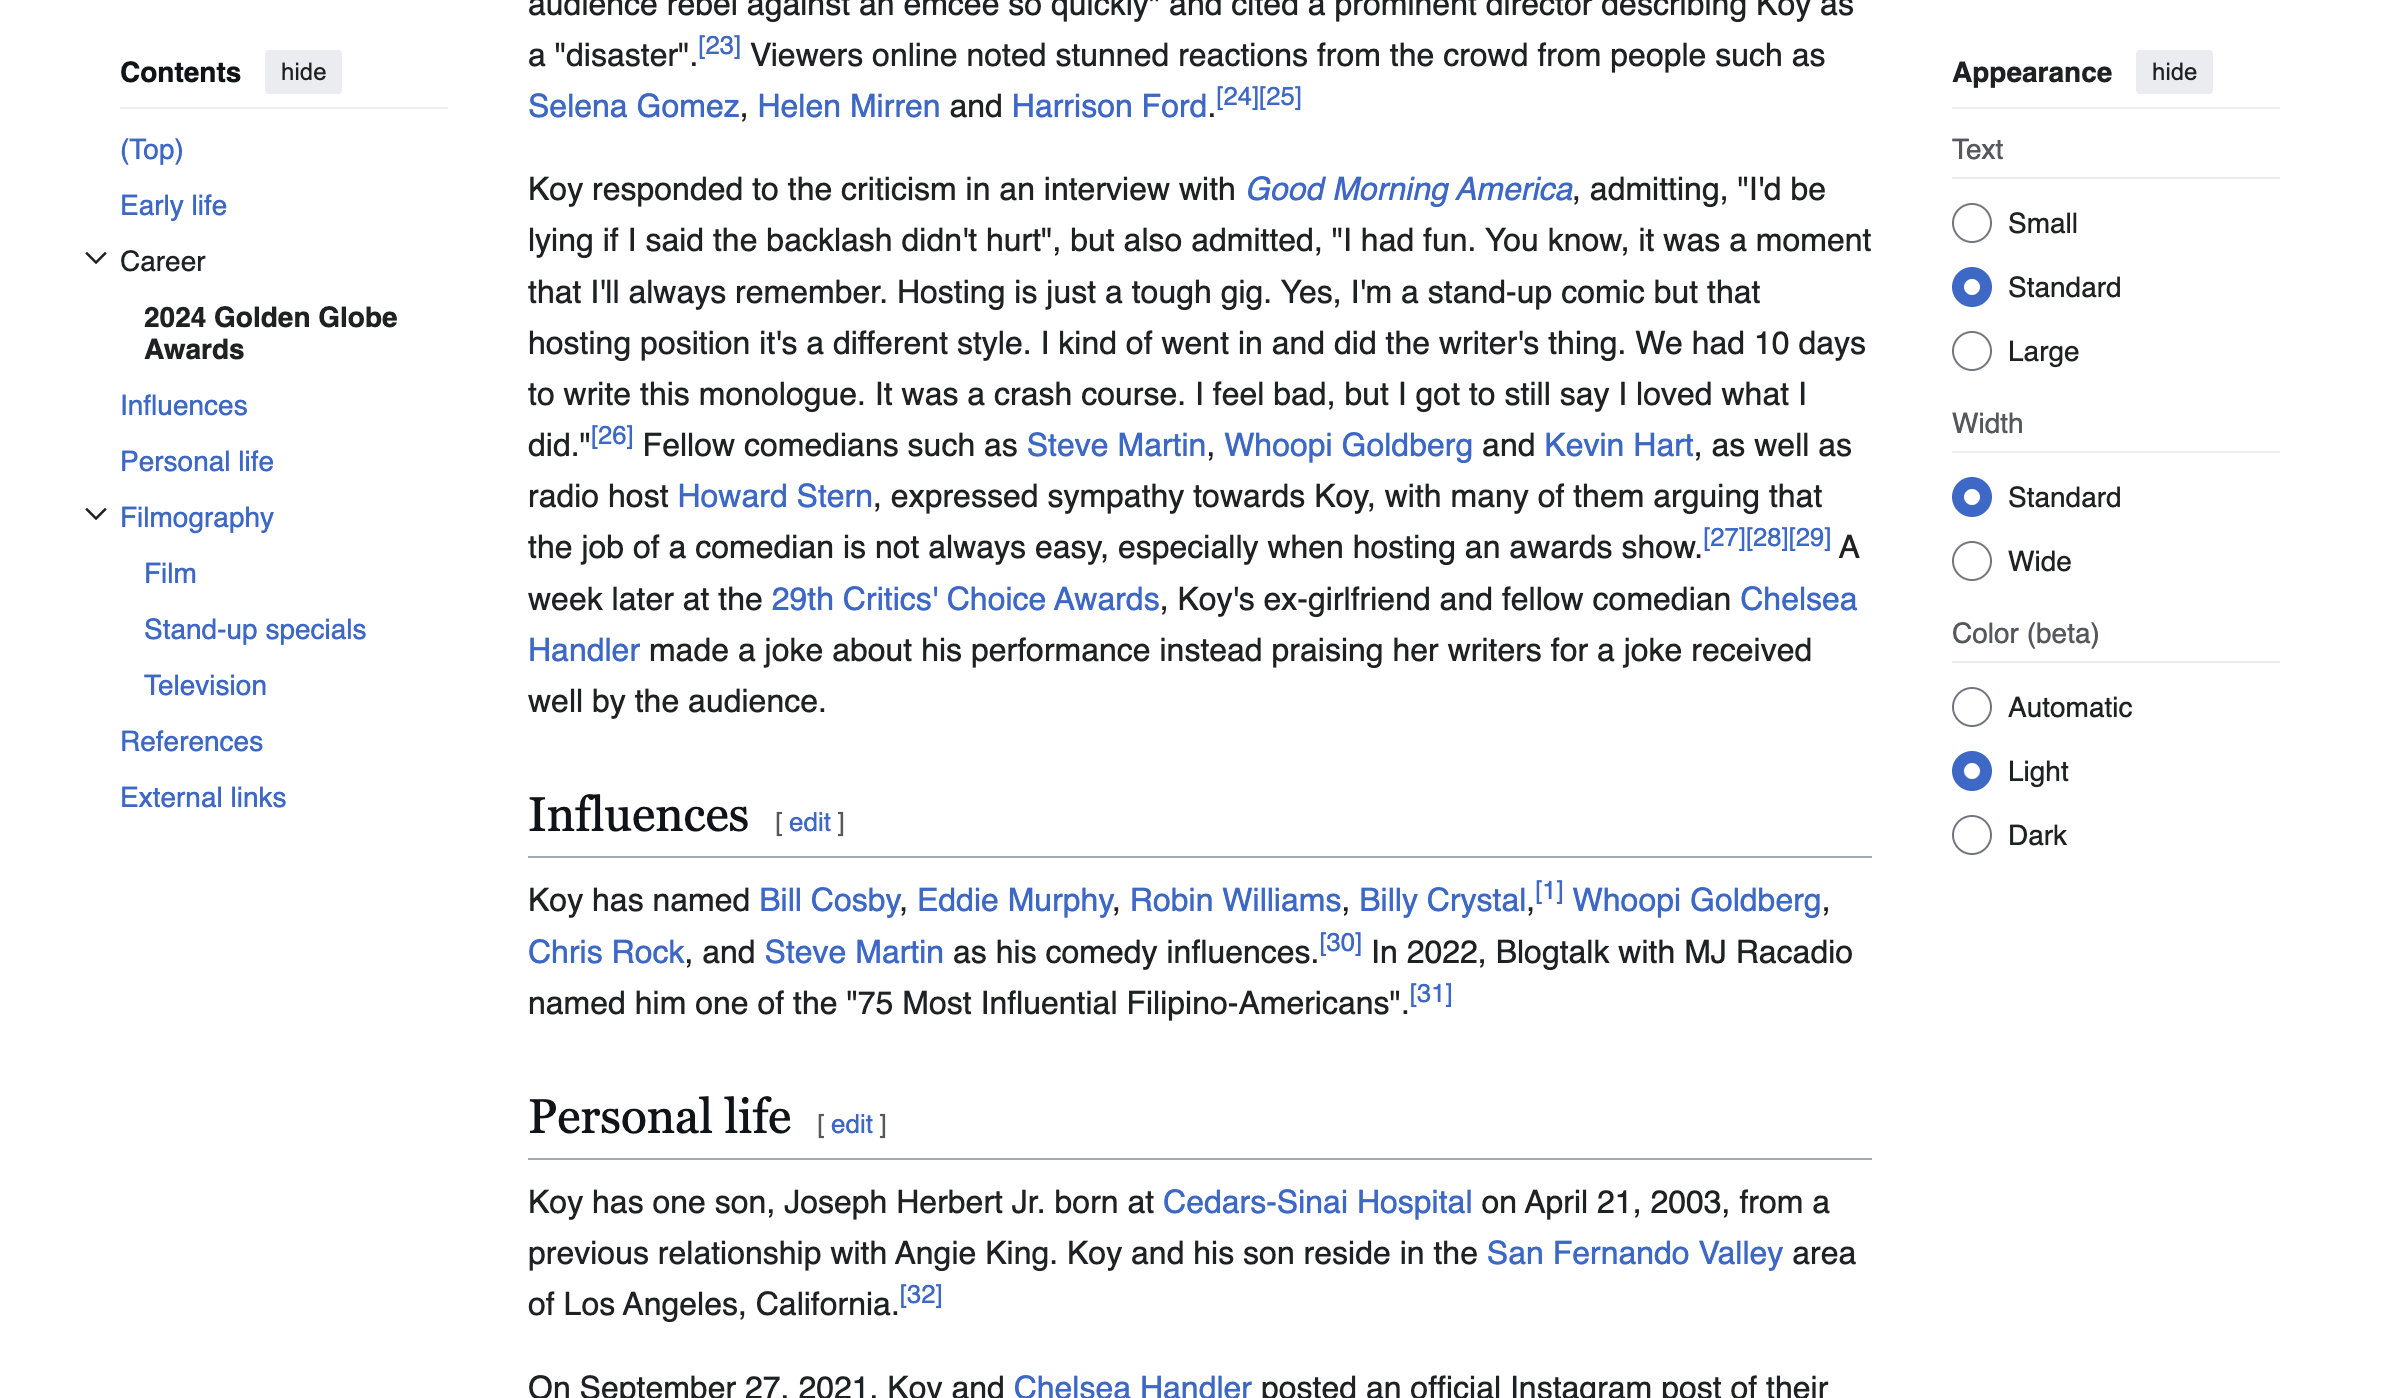 Contents hide
(Top)
Early life
Career
2024 Golden Globe
Awards
Influences
Personal life
Filmography
Film
Stand-up specials
Television
References
External links
audience rebel against an emcee so quickly" and cited a prominent director describing Koy as
a "disaster".[23] Viewers online noted stunned reactions from the crowd from people such as
Selena Gomez, Helen Mirren and Harrison Ford.[24][25]
Koy responded to the criticism in an interview with Good Morning America, admitting, "I'd be
lying if I said the backlash didn't hurt", but also admitted, "I had fun. You know, it was a moment
that I'll always remember. Hosting is just a tough gig. Yes, I'm a stand-up comic but that
hosting position it's a different style. I kind of went in and did the writer's thing. We had 10 days
to write this monologue. It was a crash course. I feel bad, but I got to still say I loved what I
did."[26] Fellow comedians such as Steve Martin, Whoopi Goldberg and Kevin Hart, as well as
radio host Howard Stern, expressed sympathy towards Koy, with many of them arguing that
the job of a comedian is not always easy, especially when hosting an awards show.[27][28][29] A
week later at the 29th Critics' Choice Awards, Koy's ex-girlfriend and fellow comedian Chelsea
Handler made a joke about his performance instead praising her writers for a joke received
well by the audience.
Influences [ edit ]
Koy has named Bill Cosby, Eddie Murphy, Robin Williams, Billy Crystal,[1] Whoopi Goldberg,
Chris Rock, and Steve Martin as his comedy influences.[30] In 2022, Blogtalk with MJ Racadio
named him one of the "75 Most Influential Filipino-Americans".[31]
Personal life [ edit ]
Koy has one son, Joseph Herbert Jr. born at Cedars-Sinai Hospital on April 21, 2003, from a
previous relationship with Angie King. Koy and his son reside in the San Fernando Valley area
of Los Angeles, California.[32]
On September 27, 2021, Koy and Chelsea Handler posted an official Instagram post of their
Appearance hide
Text
Small
Standard
Large
Width
Standard
Wide
Color (beta)
Automatic
Light
Dark